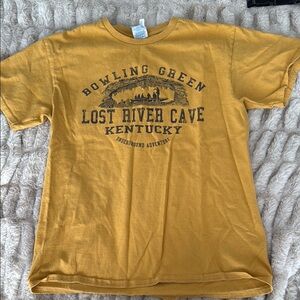 BOWLING GREEN
LOST RIVER CAVE
KENTUCKY
UNDERGROUND ADVENTURE